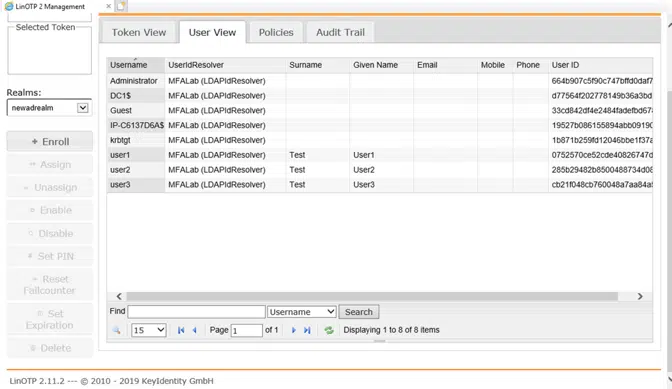 LinOTP 2 Management
Selected Token
Realms:
newadrealm
Enroll
Assign
Unassign
Enable
Disable
Set PIN
Reset
Failcounter
Set
Expiration
Delete
Token View User View Policies Audit Trail
Username UserIdResolver Surname Given Name Email Mobile Phone User ID
Administrator MFALab (LDAPIdResolver) 664b907c5f90c747bffd0daf7
DC1$ MFALab (LDAPIdResolver) d77564f202778149b36a3bd
Guest MFALab (LDAPIdResolver) 33cd842df4e4284fadefbd67
IP-C6137D6A$ MFALab (LDAPIdResolver) 19527b086155894abb09190
krbtgt MFALab (LDAPIdResolver) 1b871b259fd12046bbe1f37a
user1 MFALab (LDAPIdResolver) Test User1 0752570ce52cde40826747d
user2 MFALab (LDAPIdResolver) Test User2 285b29482b8500488738d
user3 MFALab (LDAPIdResolver) Test User3 cb21f048cb760048a7aa84af
Find Username Search
15 Page 1 of 1 Displaying 1 to 8 of 8 items
LinOTP 2.11.2 --- © 2010 - 2019 KeyIdentity GmbH